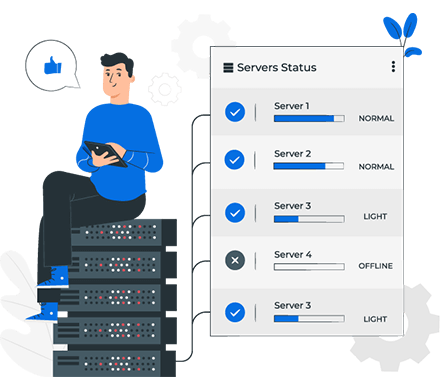 Servers Status
Server 1
NORMAL
Server 2
NORMAL
Server 3
LIGHT
Server 4
OFFLINE
Server 3
LIGHT